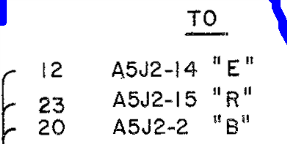 TO
12 A5J2-14 "E"
23 A5J2-15 "R"
20 A5J2-2 "B"